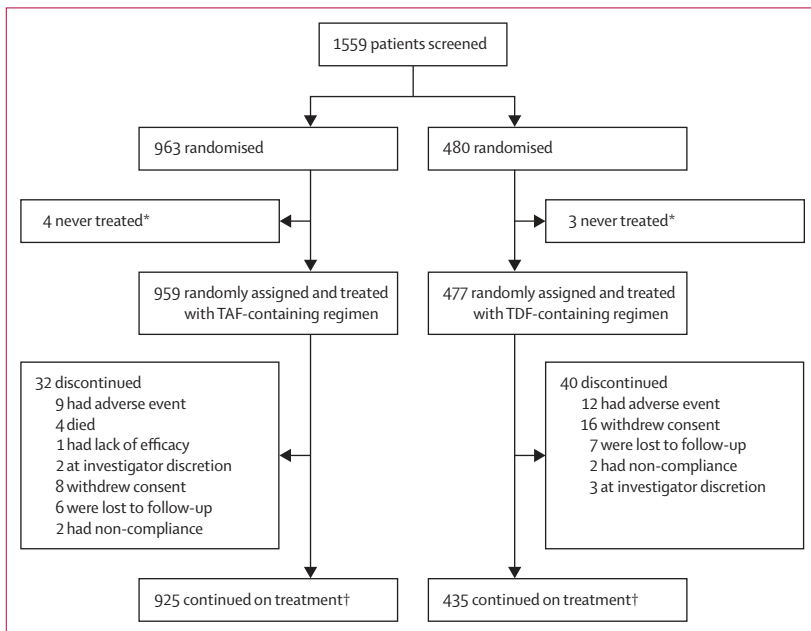 1559 patients screened
963 randomised
480 randomised
4 never treated*
3 never treated*
959 randomly assigned and treated
with TAF-containing regimen
477 randomly assigned and treated
with TDF-containing regimen
32 discontinued
9 had adverse event
4 died
1 had lack of efficacy
2 at investigator discretion
8 withdrew consent
6 were lost to follow-up
2 had non-compliance
40 discontinued
12 had adverse event
16 withdrew consent
7 were lost to follow-up
2 had non-compliance
3 at investigator discretion
925 continued on treatment†
435 continued on treatment†